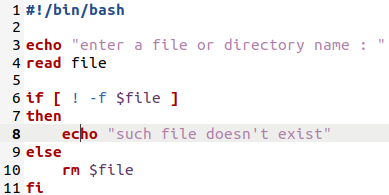 1 #!/bin/bash
2
3 echo "enter a file or directory name : "
4 read file
5
6 if [ ! -f $file ]
7 then
8     echo "such file doesn't exist"
9 else
10     rm $file
11 fi